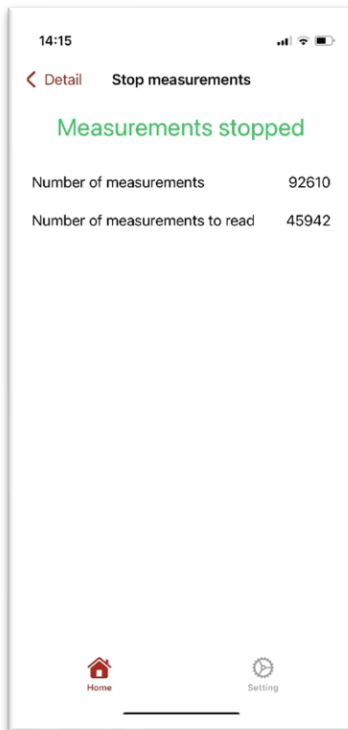 14:15
Detail Stop measurements
Measurements stopped
Number of measurements 92610
Number of measurements to read 45942
Home Setting